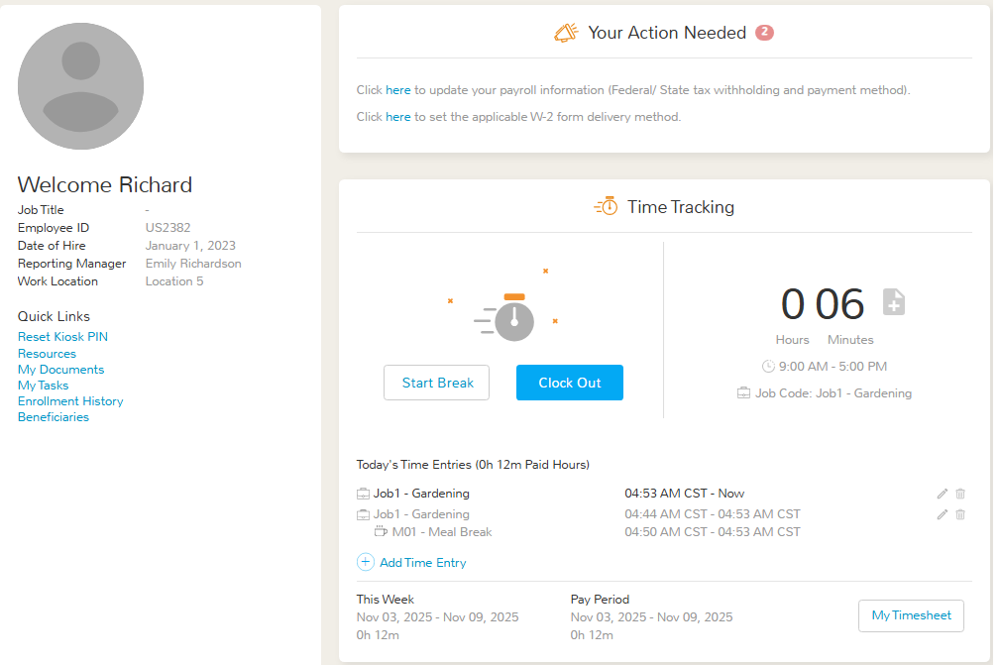 Welcome Richard
Job Title -
Employee ID US2382
Date of Hire January 1, 2023
Reporting Manager Emily Richardson
Work Location Location 5
Quick Links
Reset Kiosk PIN
Resources
My Documents
My Tasks
Enrollment History
Beneficiaries
Your Action Needed 2
Click here to update your payroll information (Federal/ State tax withholding and payment method).
Click here to set the applicable W-2 form delivery method.
Time Tracking
Start Break Clock Out
0 06
Hours Minutes
9:00 AM - 5:00 PM
Job Code: Job1 - Gardening
Today's Time Entries (0h 12m Paid Hours)
Job1 - Gardening 04:53 AM CST - Now
Job1 - Gardening 04:44 AM CST - 04:53 AM CST
M01 - Meal Break 04:50 AM CST - 04:53 AM CST
Add Time Entry
This Week Pay Period
Nov 03, 2025 - Nov 09, 2025 Nov 03, 2025 - Nov 09, 2025
0h 12m 0h 12m
My Timesheet